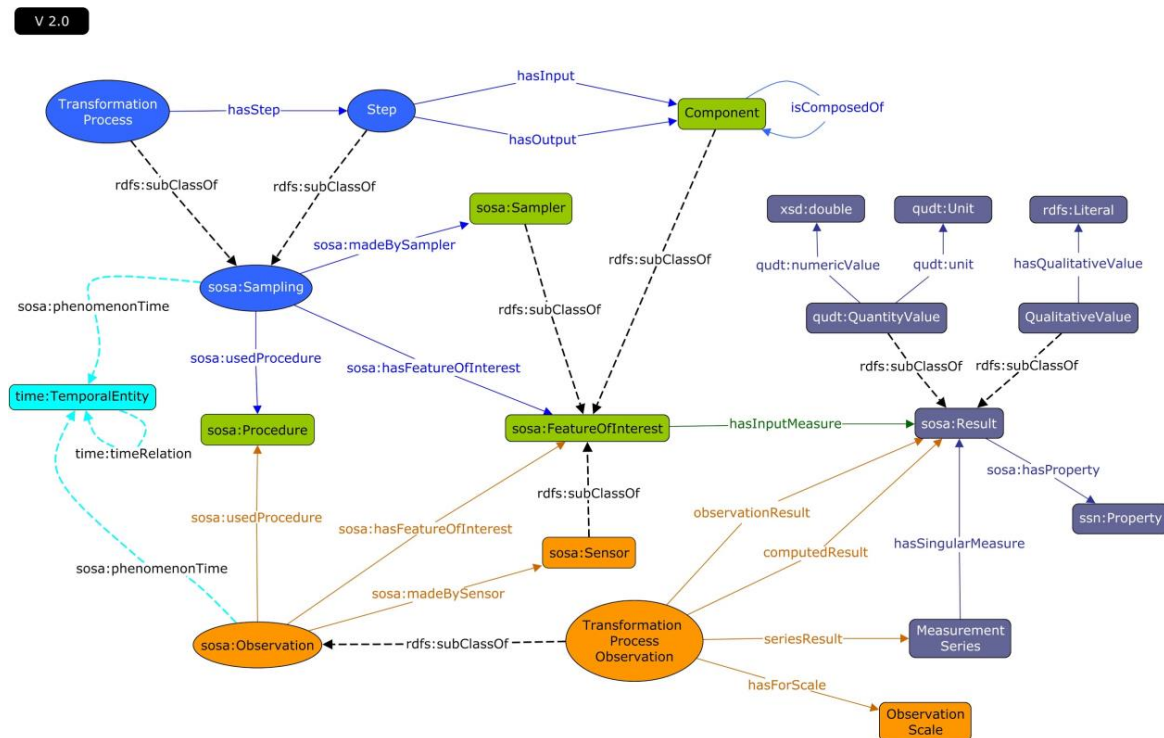 V 2.0
Transformation
Process
hasStep
Step
hasInput
hasOutput
Component
isComposedOf
rdfs:subClassOf
rdfs:subClassOf
sosa:Sampler
xsd:double
qudt:Unit
rdfs:Literal
sosa:madeBySampler
rdfs:subClassOf
qudt:numericValue
qudt:unit
hasQualitativeValue
sosa:Sampling
sosa:phenomenonTime
rdfs:subClassOf
qudt:QuantityValue
QualitativeValue
sosa:usedProcedure
sosa:hasFeatureOfInterest
rdfs:subClassOf
rdfs:subClassOf
time:TemporalEntity
sosa:Procedure
sosa:FeatureOfInterest
hasInputMeasure
sosa:Result
time:timeRelation
sosa:hasProperty
rdfs:subClassOf
sosa:usedProcedure
sosa:hasFeatureOfInterest
observationResult
ssn:Property
sosa:Sensor
computedResult
hasSingularMeasure
sosa:phenomenonTime
sosa:madeBySensor
sosa:Observation
rdfs:subClassOf
Transformation
Process
Observation
seriesResult
Measurement
Series
hasForScale
Observation
Scale